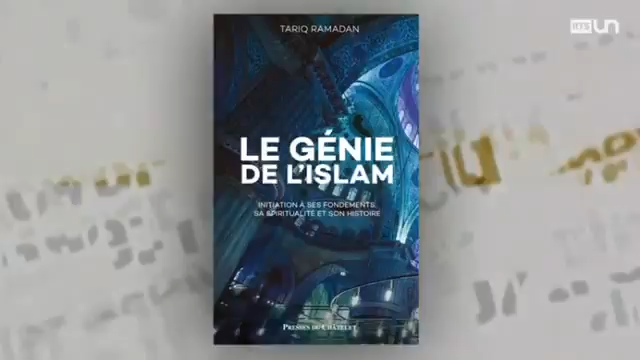 RTS UN
TARIQ RAMADAN
LE GÉNIE
DE L'ISLAM
INITIATION À SES FONDEMENTS,
SA SPIRITUALITÉ ET SON HISTOIRE
PRESSES DU CHÂTELET